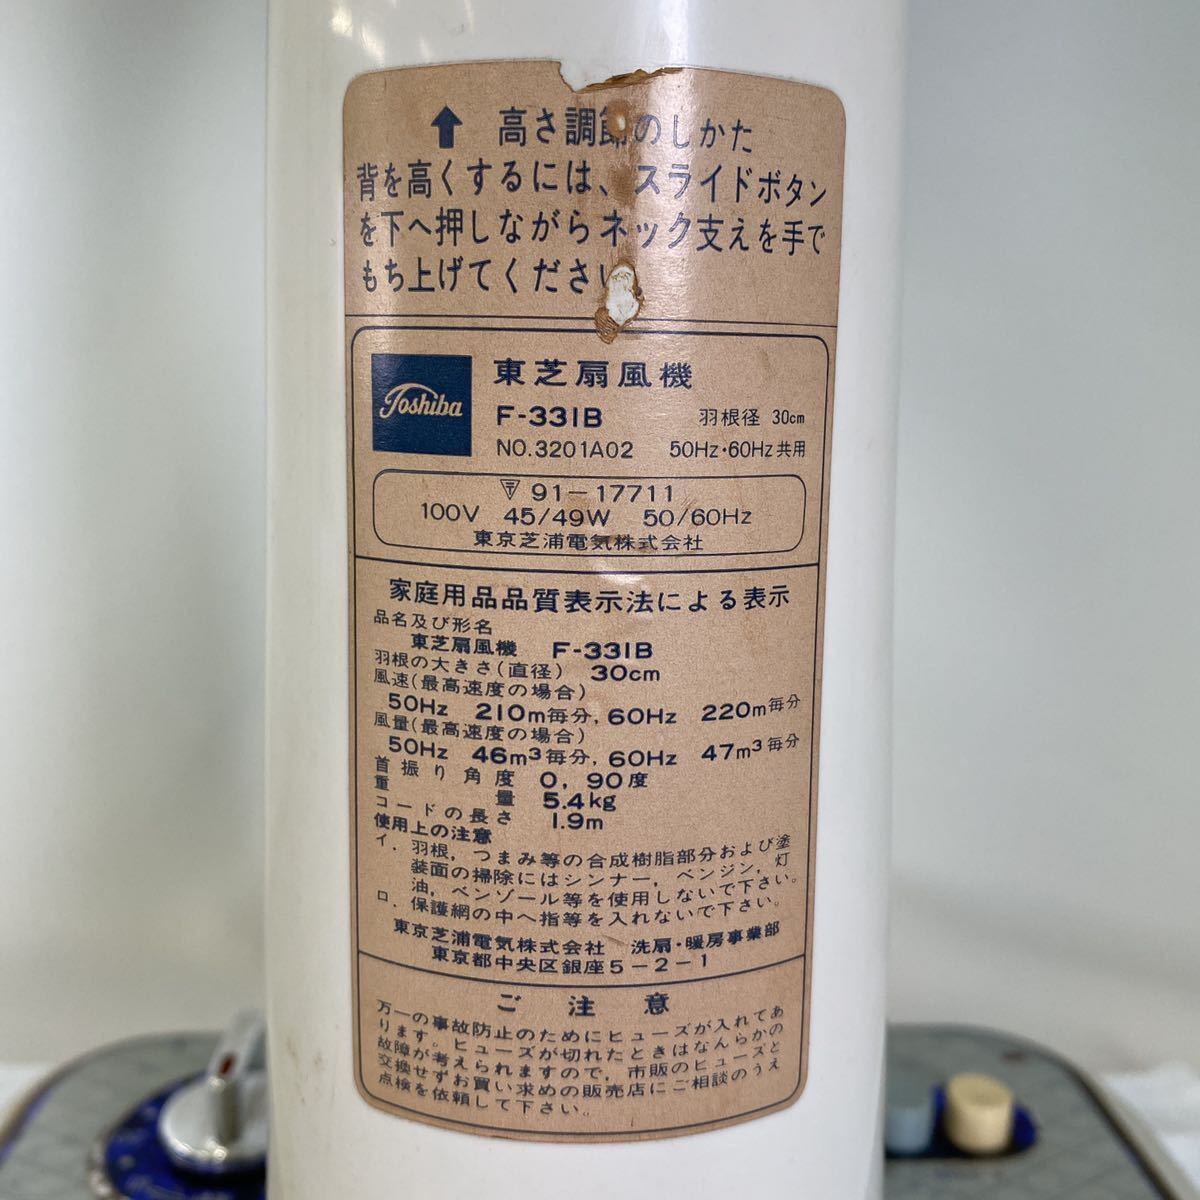 ↑ 高さ調節のしかた
背を高くするには、スライドボタン
を下へ押しながらネック支えを手で
もち上げてください
Toshiba
東芝扇風機
F-331B 羽根径 30cm
NO.3201A02 50Hz・60Hz共用
〒 91-17711
100V 45/49W 50/60Hz
東京芝浦電気株式会社
家庭用品品質表示法による表示
品名及び形名
東芝扇風機 F-331B
羽根の大きさ(直径) 30cm
風速(最高速度の場合)
50Hz 210m毎分, 60Hz 220m毎分
風量(最高速度の場合)
50Hz 46m³毎分, 60Hz 47m³毎分
首振り角度 0, 90度
重量 5.4kg
コードの長さ 1.9m
使用上の注意
イ. 羽根, つまみ等の合成樹脂部分および塗
装面の掃除にはシンナー, ベンジン, 灯
油, ベンゾール等を使用しないで下さい。
ロ. 保護網の中へ指等を入れないで下さい。
東京芝浦電気株式会社 洗扇・暖房事業部
東京都中央区銀座5-2-1
ご注意
万一の事故防止のためにヒューズが入れてあ
ります。ヒューズが切れたときはなんらかの
故障が考えられますので, 市販のヒューズと
交換せずお買い求めの販売店にご相談のうえ
点検を依頼して下さい。